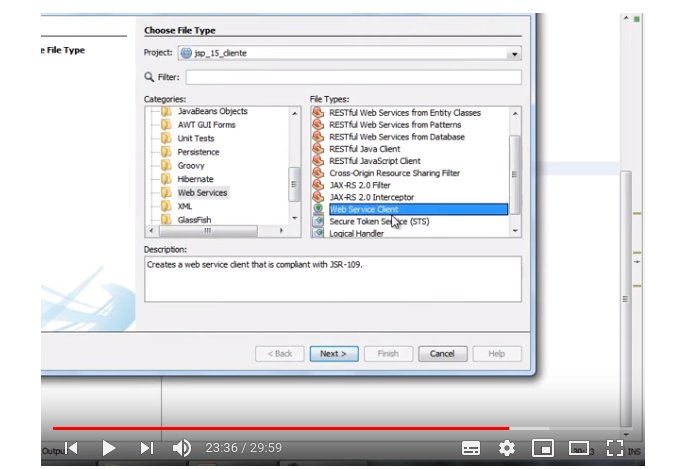 Choose File Type
e File Type
Project: jsp_15_cliente
Filter:
Categories:
File Types:
JavaBeans Objects
AWT GUI Forms
Unit Tests
Persistence
Groovy
Hibernate
Web Services
XML
GlassFish
RESTful Web Services from Entity Classes
RESTful Web Services from Patterns
RESTful Web Services from Database
RESTful Java Client
RESTful JavaScript Client
Cross-Origin Resource Sharing Filter
JAX-RS 2.0 Filter
JAX-RS 2.0 Interceptor
Web Service Client
Secure Token Service (STS)
Logical Handler
Description:
Creates a web service client that is compliant with JSR-109.
< Back
Next >
Finish
Cancel
Help
Outpu
23:36 / 29:59
INS